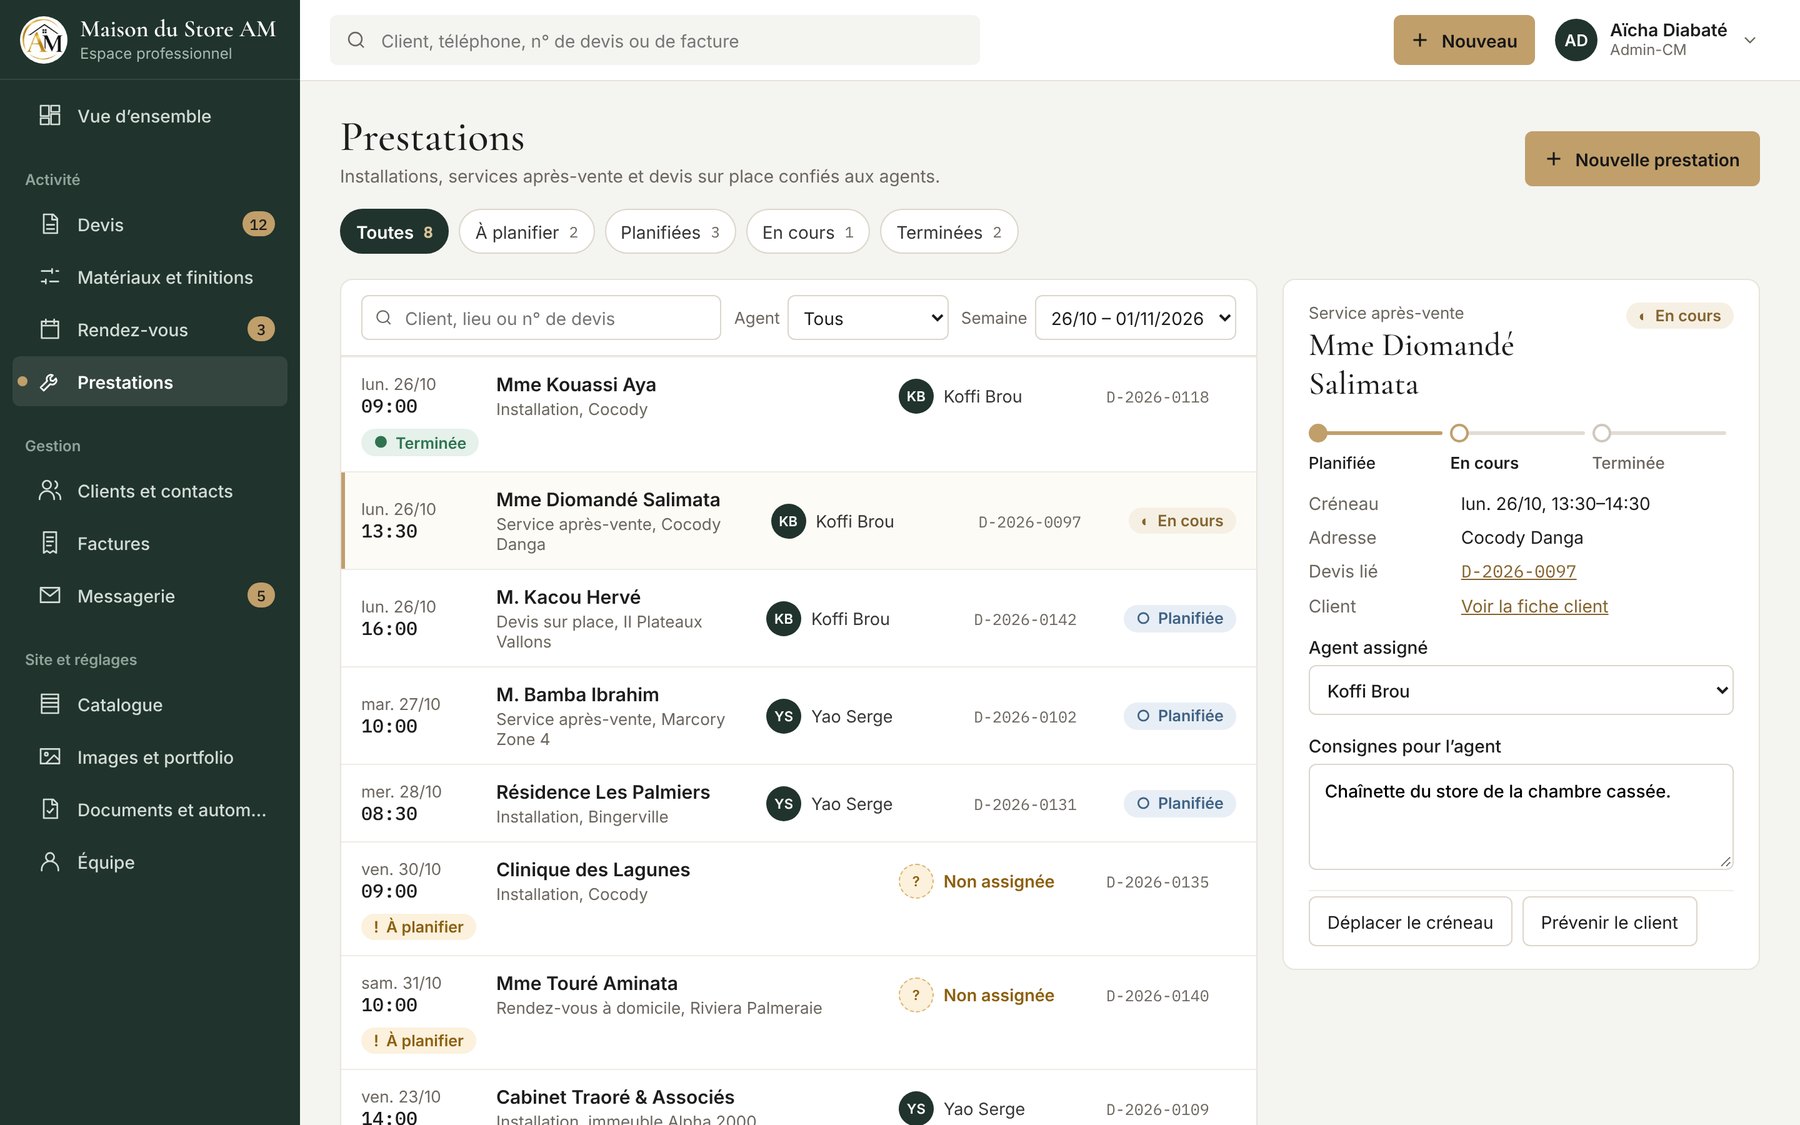 Maison du Store AM
Espace professionnel
Client, téléphone, n° de devis ou de facture
+ Nouveau
AD
Aïcha Diabaté
Admin-CM
Vue d’ensemble
Activité
Devis 12
Matériaux et finitions
Rendez-vous 3
Prestations
Gestion
Clients et contacts
Factures
Messagerie 5
Site et réglages
Catalogue
Images et portfolio
Documents et autom...
Équipe
Prestations
Installations, services après-vente et devis sur place confiés aux agents.
+ Nouvelle prestation
Toutes 8
À planifier 2
Planifiées 3
En cours 1
Terminées 2
Client, lieu ou n° de devis
Agent
Tous
Semaine
26/10 – 01/11/2026
lun. 26/10
09:00
Mme Kouassi Aya
Installation, Cocody
KB
Koffi Brou
D-2026-0118
Terminée
lun. 26/10
13:30
Mme Diomandé Salimata
Service après-vente, Cocody
Danga
KB
Koffi Brou
D-2026-0097
En cours
lun. 26/10
16:00
M. Kacou Hervé
Devis sur place, II Plateaux
Vallons
KB
Koffi Brou
D-2026-0142
Planifiée
mar. 27/10
10:00
M. Bamba Ibrahim
Service après-vente, Marcory
Zone 4
YS
Yao Serge
D-2026-0102
Planifiée
mer. 28/10
08:30
Résidence Les Palmiers
Installation, Bingerville
YS
Yao Serge
D-2026-0131
Planifiée
ven. 30/10
09:00
Clinique des Lagunes
Installation, Cocody
?
Non assignée
D-2026-0135
! À planifier
sam. 31/10
10:00
Mme Touré Aminata
Rendez-vous à domicile, Riviera Palmeraie
?
Non assignée
D-2026-0140
! À planifier
ven. 23/10
14:00
Cabinet Traoré & Associés
Installation, immeuble Alpha 2000
YS
Yao Serge
D-2026-0109
Service après-vente
En cours
Mme Diomandé
Salimata
Planifiée
En cours
Terminée
Créneau
lun. 26/10, 13:30–14:30
Adresse
Cocody Danga
Devis lié
D-2026-0097
Client
Voir la fiche client
Agent assigné
Koffi Brou
Consignes pour l’agent
Chaînette du store de la chambre cassée.
Déplacer le créneau
Prévenir le client